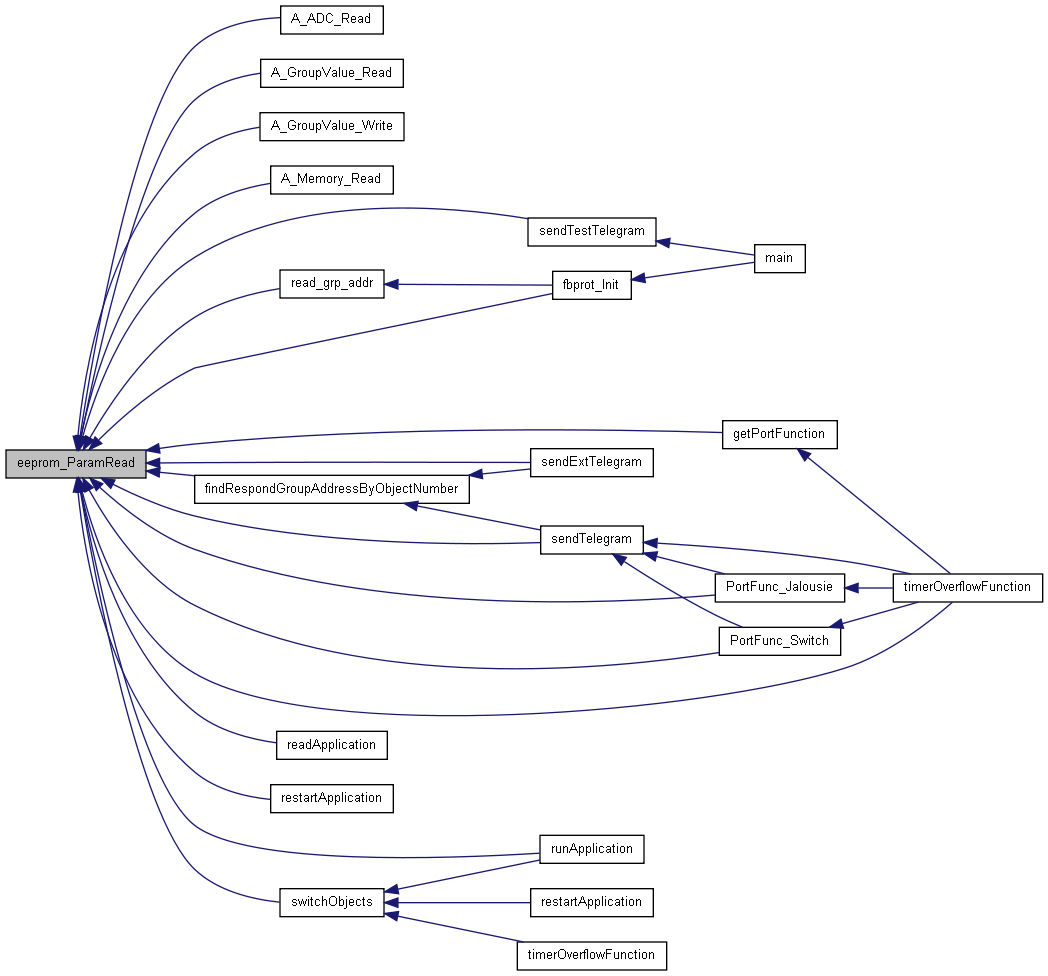 A_ADC_Read
A_GroupValue_Read
A_GroupValue_Write
A_Memory_Read
sendTestTelegram
main
read_grp_addr
fbprot_Init
getPortFunction
eeprom_ParamRead
sendExtTelegram
findRespondGroupAddressByObjectNumber
sendTelegram
PortFunc_Jalousie
timerOverflowFunction
PortFunc_Switch
readApplication
restartApplication
runApplication
switchObjects
restartApplication
timerOverflowFunction